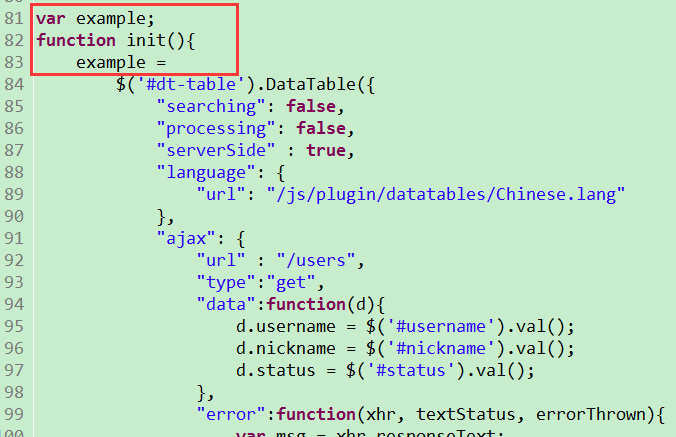 81 var example;
82 function init(){
83     example =
84         $('#dt-table').DataTable({
85             "searching": false,
86             "processing": false,
87             "serverSide" : true,
88             "language": {
89                 "url": "/js/plugin/datatables/Chinese.lang"
90             },
91             "ajax": {
92                 "url" : "/users",
93                 "type":"get",
94                 "data":function(d){
95                     d.username = $('#username').val();
96                     d.nickname = $('#nickname').val();
97                     d.status = $('#status').val();
98                 },
99                 "error":function(xhr, textStatus, errorThrown){
100                     var msg = xhr.responseText;